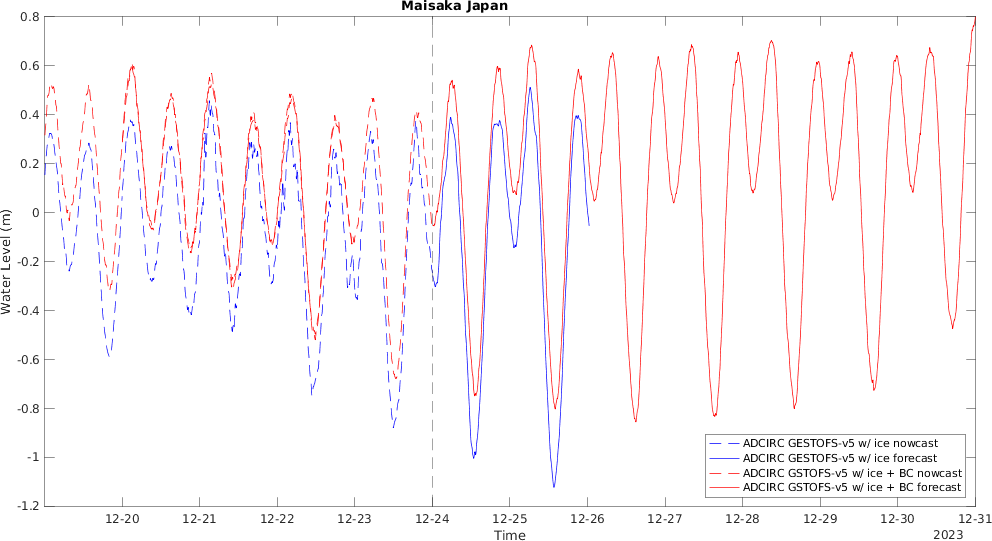 Maisaka Japan
0.8
0.6
0.4
0.2
0
-0.2
-0.4
-0.6
-0.8
-1
-1.2
Water Level (m)
ADCIRC GESTOFS-v5 w/ ice nowcast
ADCIRC GESTOFS-v5 w/ ice forecast
ADCIRC GSTOFS-v5 w/ ice + BC nowcast
ADCIRC GSTOFS-v5 w/ ice + BC forecast
12-20 12-21 12-22 12-23 12-24 12-25 12-26 12-27 12-28 12-29 12-30 12-31
Time
2023